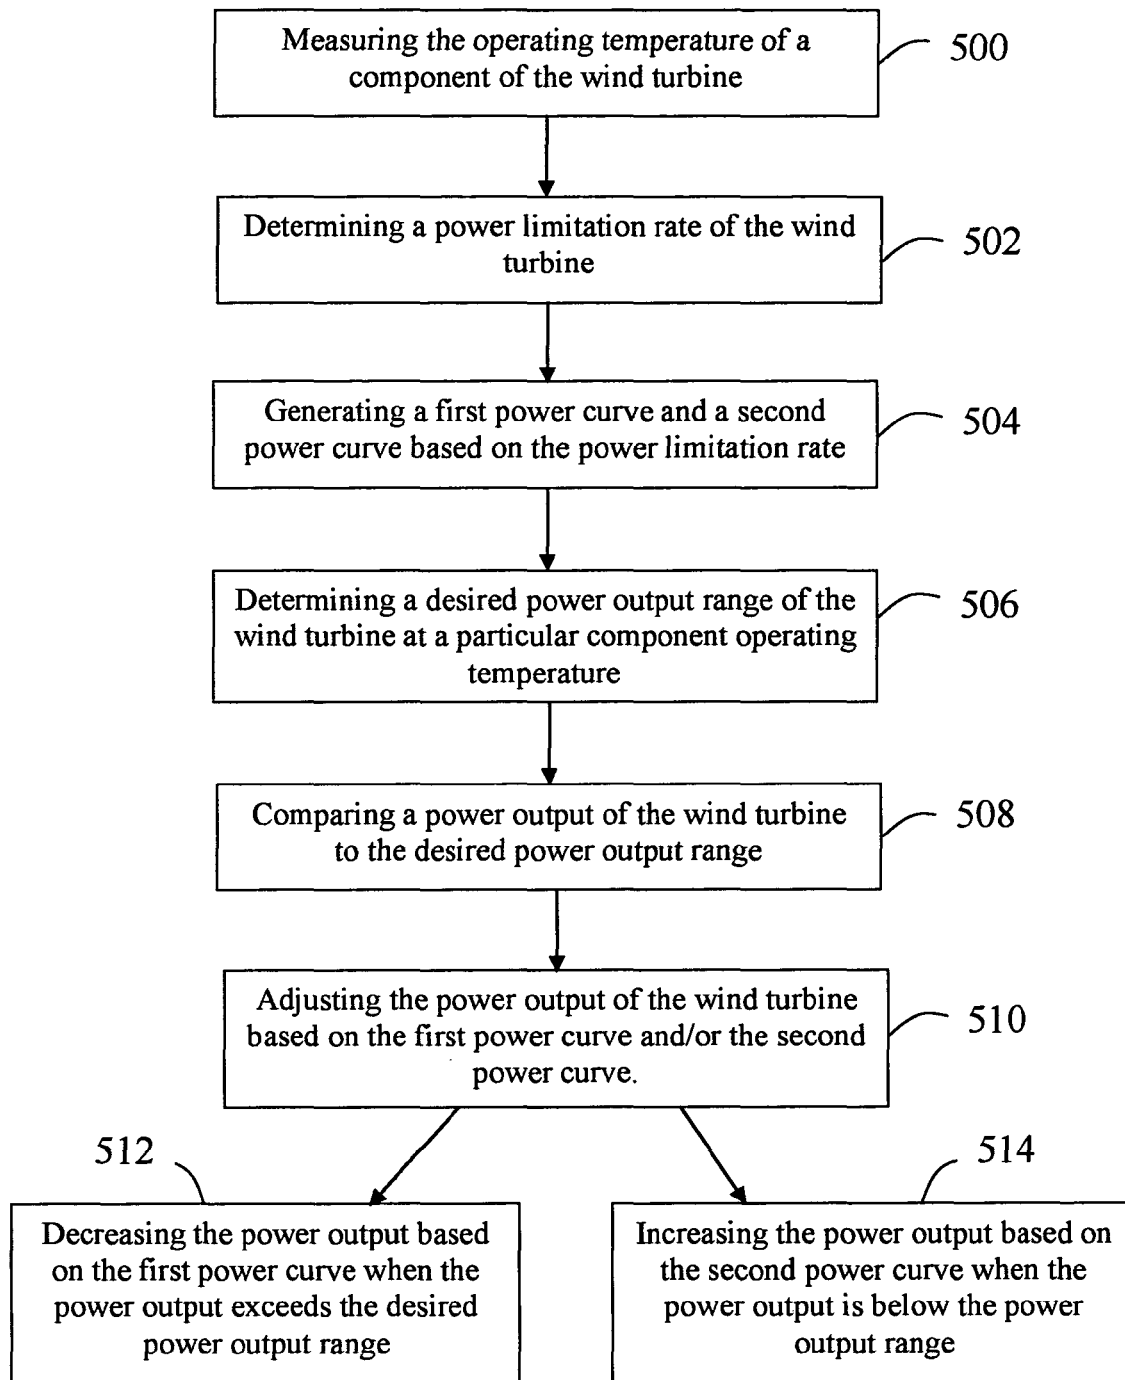 Measuring the operating temperature of a
component of the wind turbine
500
Determining a power limitation rate of the wind
turbine
502
Generating a first power curve and a second
power curve based on the power limitation rate
504
Determining a desired power output range of the
wind turbine at a particular component operating
temperature
506
Comparing a power output of the wind turbine
to the desired power output range
508
Adjusting the power output of the wind turbine
based on the first power curve and/or the second
power curve.
510
512
Decreasing the power output based
on the first power curve when the
power output exceeds the desired
power output range
514
Increasing the power output based on
the second power curve when the
power output is below the power
output range